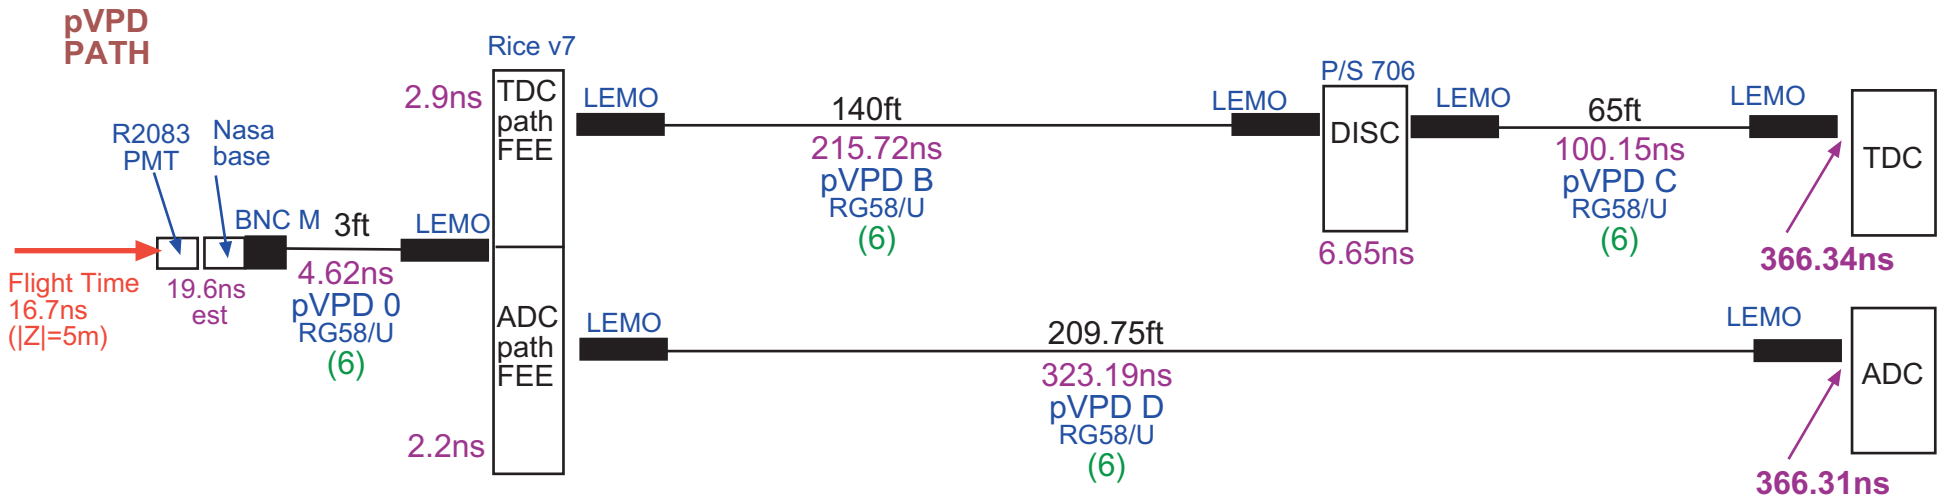 pVPD
PATH
Rice v7
P/S 706
2.9ns
TDC
path
FEE
LEMO
140ft
LEMO
DISC
LEMO
65ft
LEMO
TDC
R2083
PMT
Nasa
base
215.72ns
pVPD B
RG58/U
(6)
100.15ns
pVPD C
RG58/U
(6)
BNC M
3ft
LEMO
6.65ns
366.34ns
Flight Time
16.7ns
(|Z|=5m)
19.6ns
est
4.62ns
pVPD 0
RG58/U
(6)
ADC
path
FEE
LEMO
209.75ft
LEMO
ADC
323.19ns
pVPD D
RG58/U
(6)
2.2ns
366.31ns